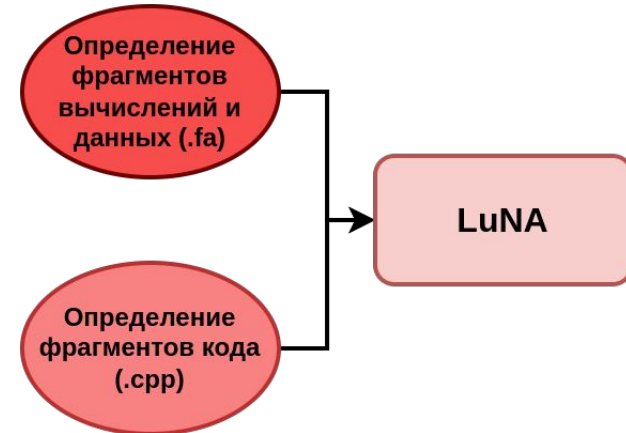 Определение
фрагментов
вычислений и
данных (.fa)
LuNA
Определение
фрагментов кода
(.cpp)